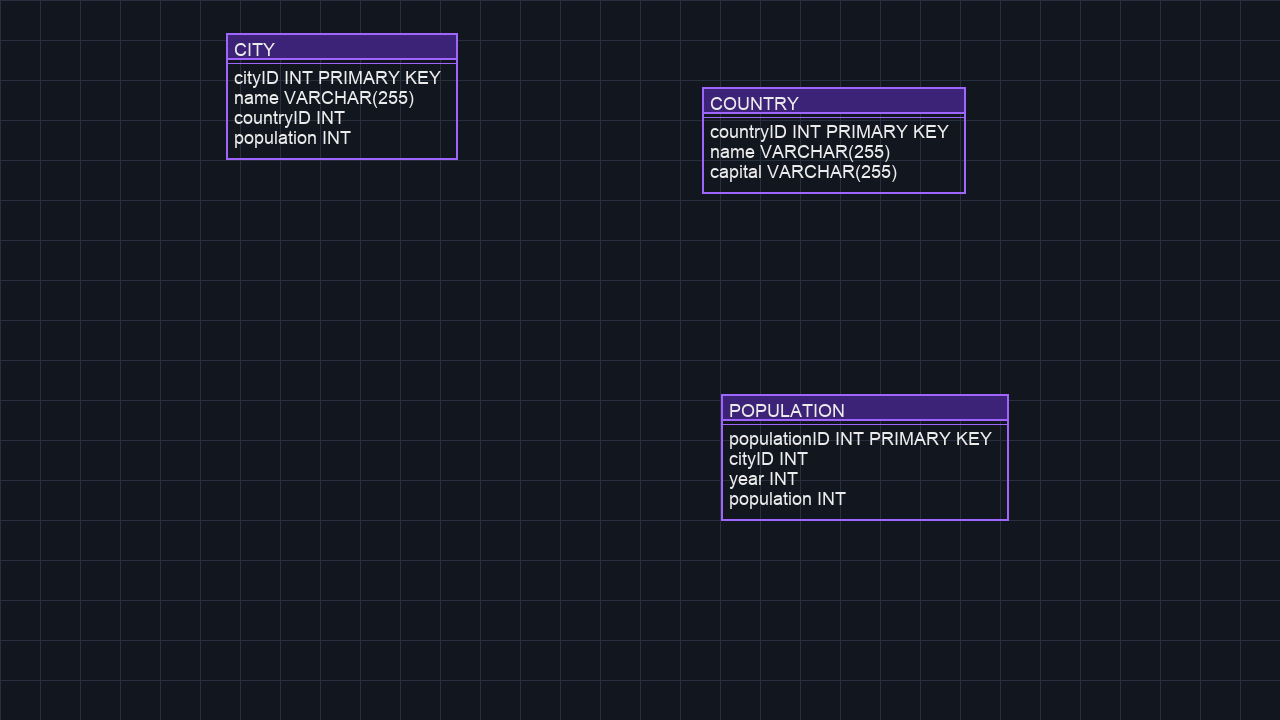 CITY
cityID INT PRIMARY KEY
name VARCHAR(255)
countryID INT
population INT
COUNTRY
countryID INT PRIMARY KEY
name VARCHAR(255)
capital VARCHAR(255)
POPULATION
populationID INT PRIMARY KEY
cityID INT
year INT
population INT